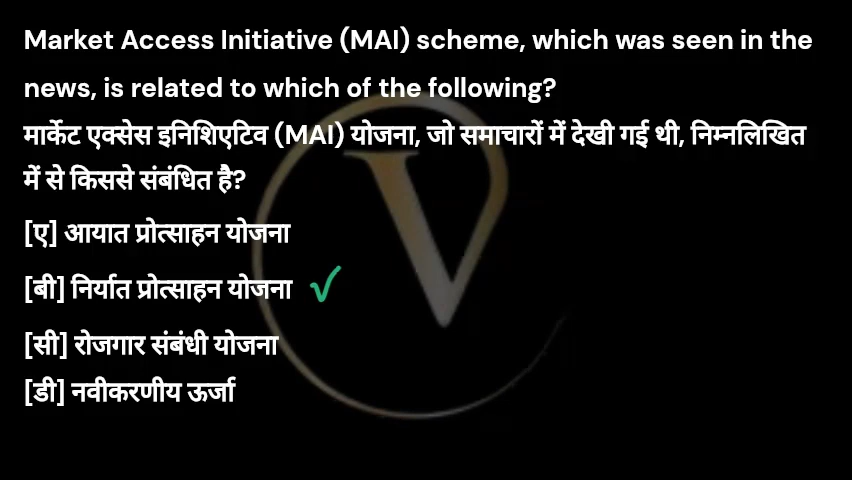 Market Access Initiative (MAI) scheme, which was seen in the
news, is related to which of the following?
मार्केट एक्सेस इनिशिएटिव (MAI) योजना, जो समाचारों में देखी गई थी, निम्नलिखित
में से किससे संबंधित है?
[ए] आयात प्रोत्साहन योजना
[बी] निर्यात प्रोत्साहन योजना
[सी] रोजगार संबंधी योजना
[डी] नवीकरणीय ऊर्जा